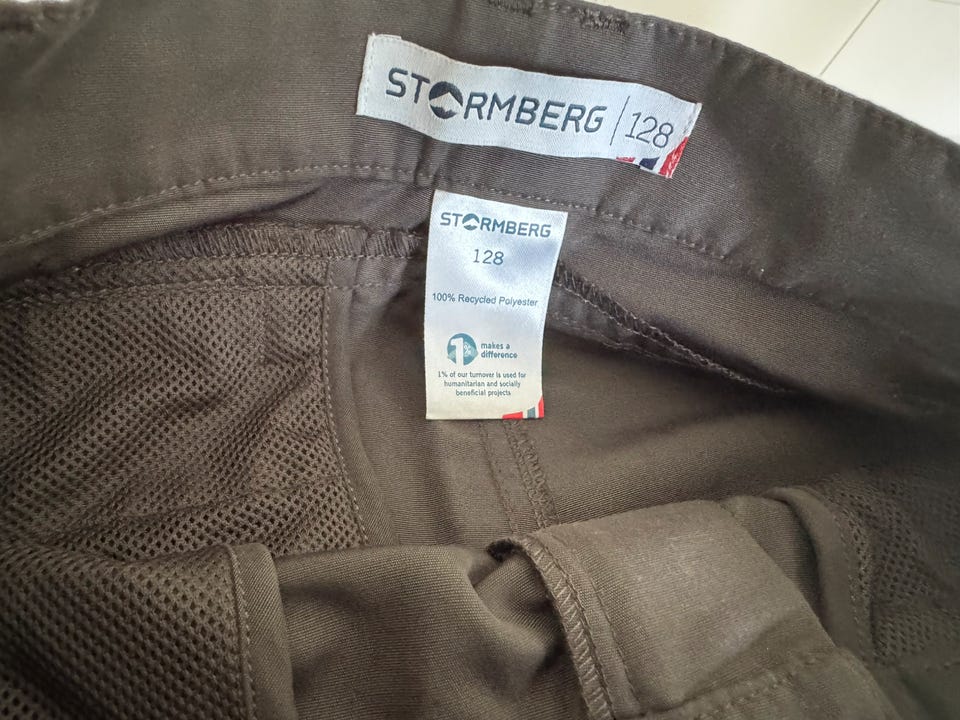 STORMBERG | 128
STORMBERG
128
100% Recycled Polyester
1%
makes a
difference
1% of our turnover is used for
humanitarian and socially
beneficial projects